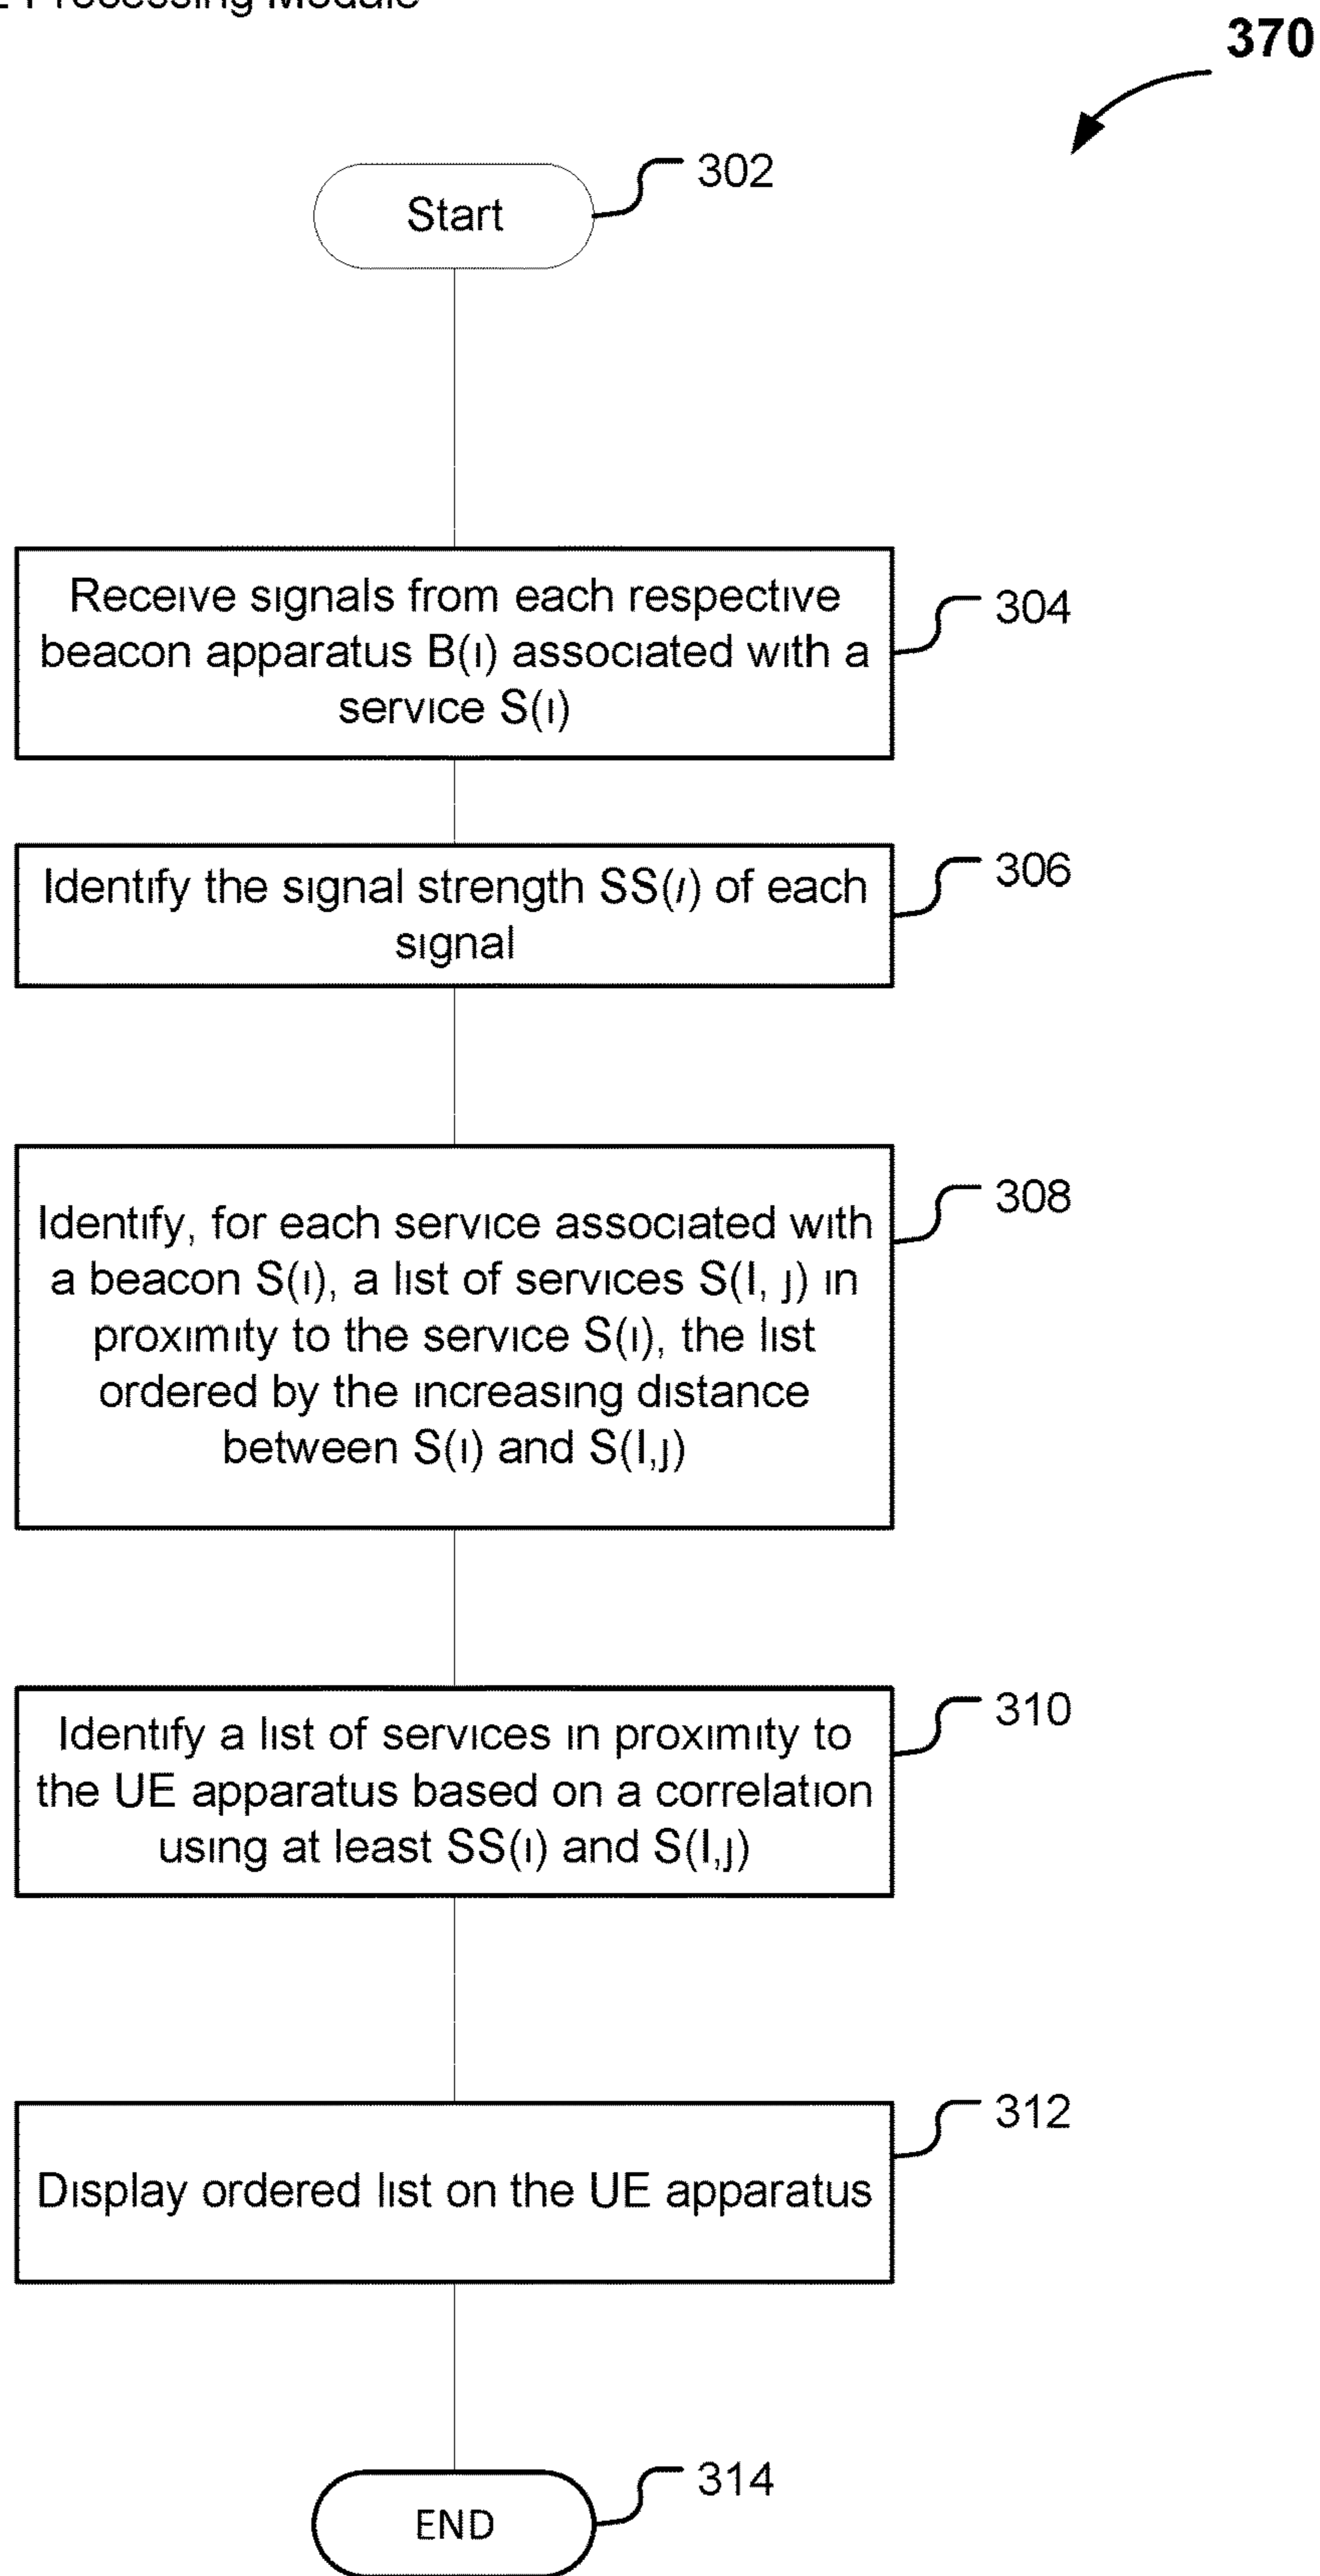 Processing Module
370
Start
302
Receive signals from each respective
beacon apparatus B(i) associated with a
service S(i)
304
Identify the signal strength SS(i) of each
signal
306
Identify, for each service associated with
a beacon S(i), a list of services S(I, j) in
proximity to the service S(i), the list
ordered by the increasing distance
between S(i) and S(I,j)
308
Identify a list of services in proximity to
the UE apparatus based on a correlation
using at least SS(i) and S(I,j)
310
Display ordered list on the UE apparatus
312
END
314